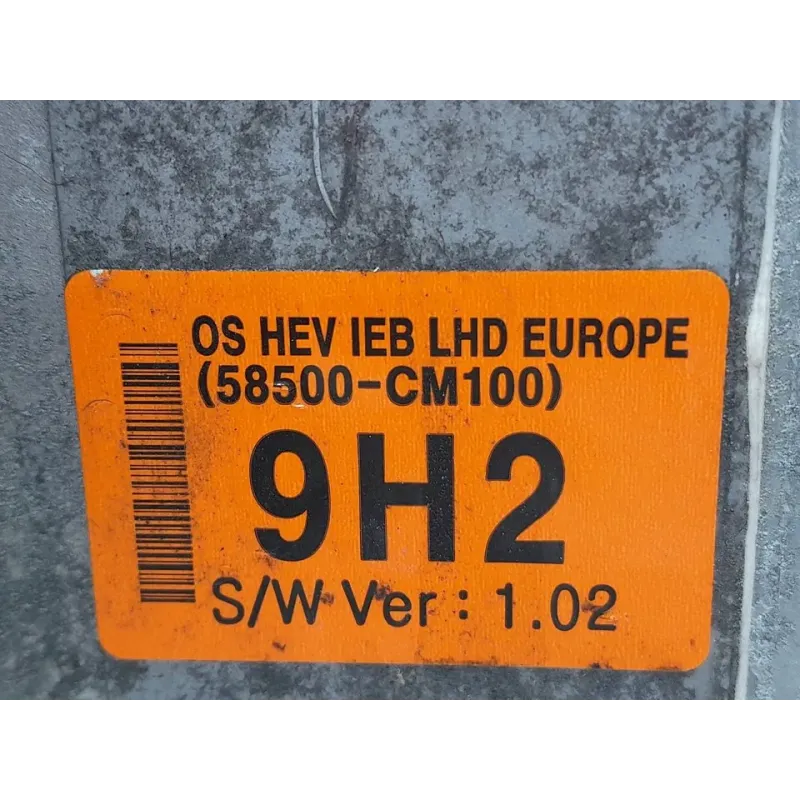 OS HEV IEB LHD EUROPE
(58500-CM100)
9H2
S/W Ver : 1.02